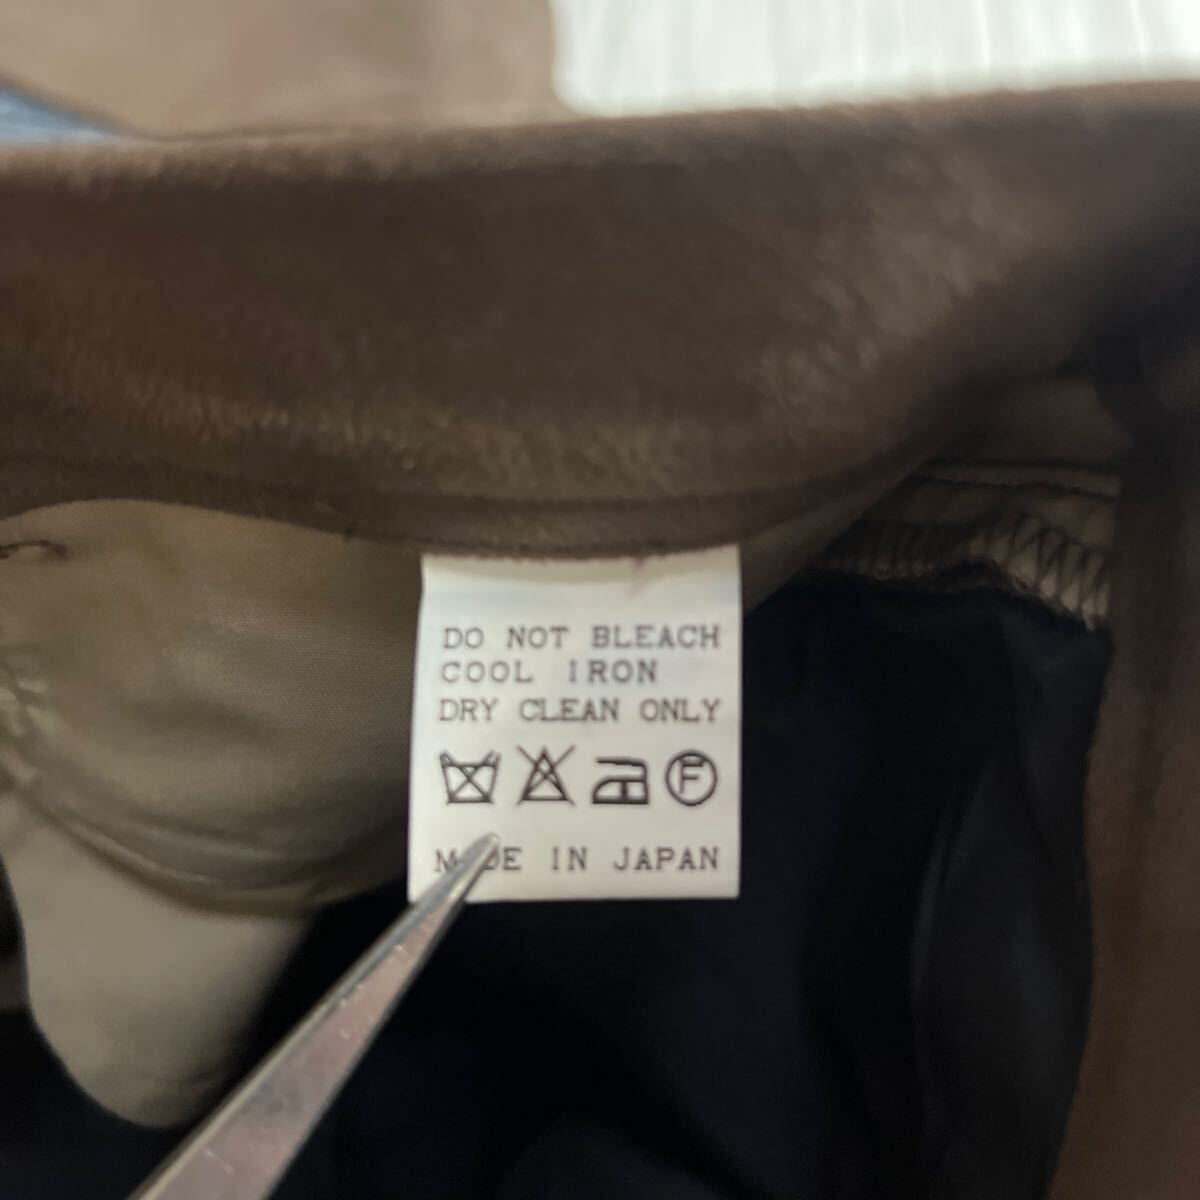 DO NOT BLEACH
COOL IRON
DRY CLEAN ONLY
F
MADE IN JAPAN